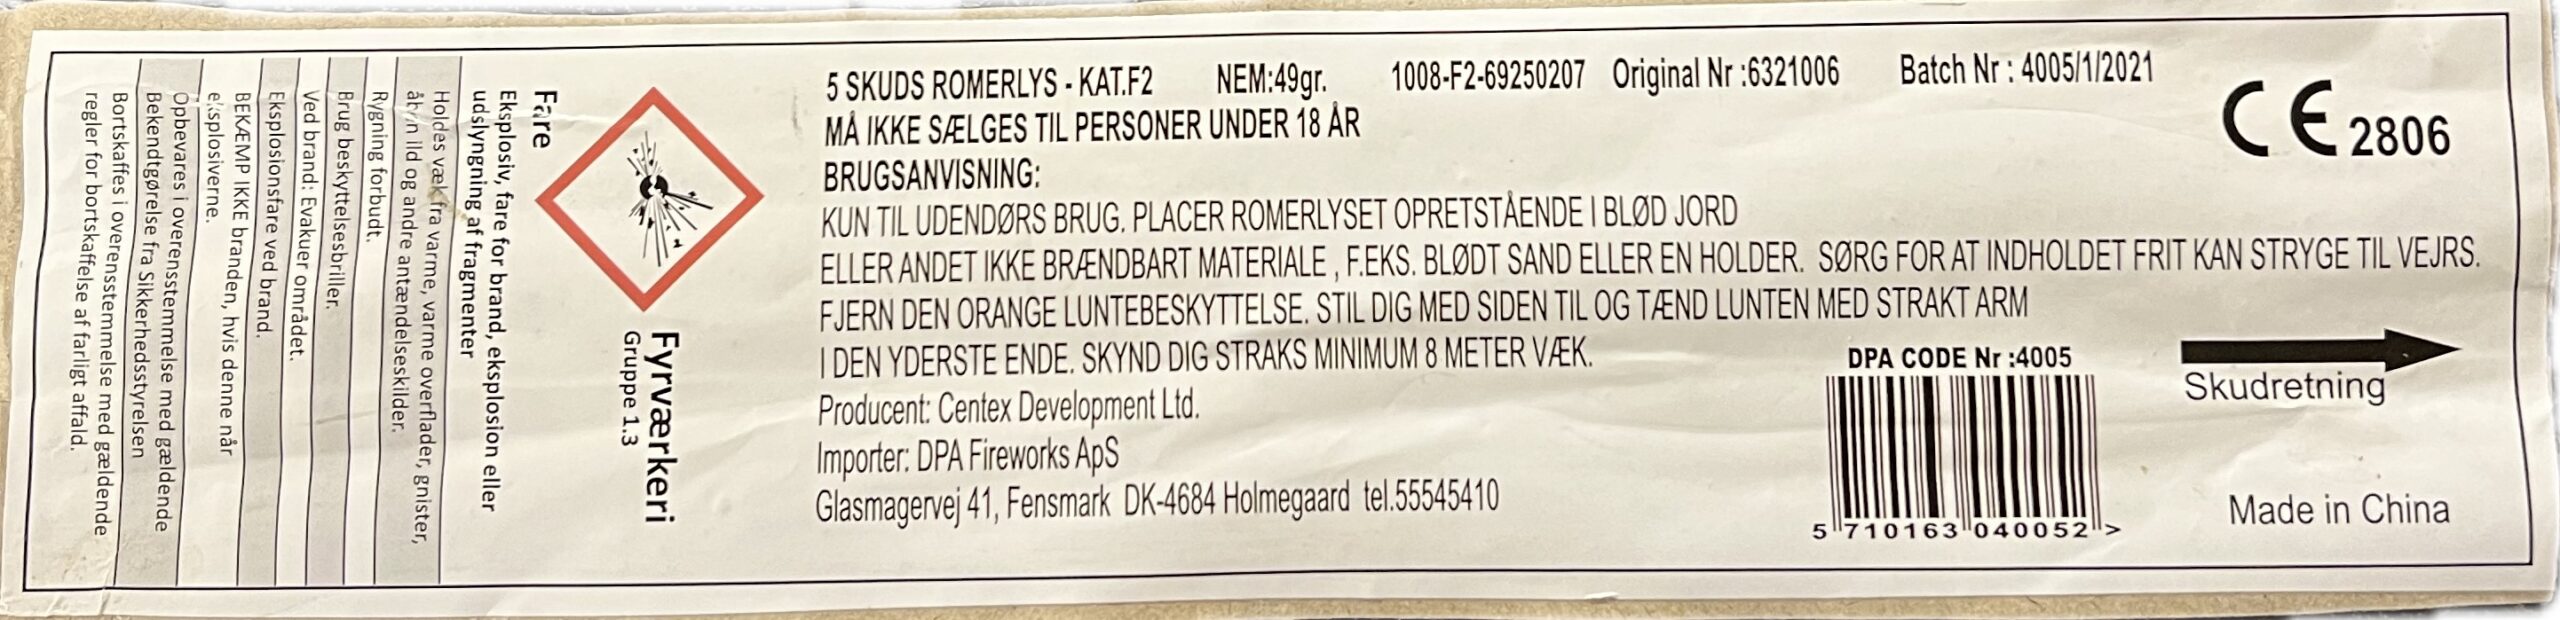 5 SKUDS ROMERLYS - KAT.F2 NEM:49gr. 1008-F2-69250207 Original Nr :6321006 Batch Nr : 4005/1/2021
MÅ IKKE SÆLGES TIL PERSONER UNDER 18 ÅR
BRUGSANVISNING:
KUN TIL UDENDØRS BRUG. PLACER ROMERLYSET OPRETSTÅENDE I BLØD JORD
ELLER ANDET IKKE BRÆNDBART MATERIALE , F.EKS. BLØDT SAND ELLER EN HOLDER. SØRG FOR AT INDHOLDET FRIT KAN STRYGE TIL VEJRS.
FJERN DEN ORANGE LUNTEBESKYTTELSE. STIL DIG MED SIDEN TIL OG TÆND LUNTEN MED STRAKT ARM
I DEN YDERSTE ENDE. SKYND DIG STRAKS MINIMUM 8 METER VÆK.
Producent: Centex Development Ltd.
Importer: DPA Fireworks ApS
Glasmagervej 41, Fensmark DK-4684 Holmegaard tel.55545410
CE 2806
DPA CODE Nr :4005
5 710163 040052 >
Skudretning
Made in China
Fyrværkeri
Gruppe 1.3
Fare
Eksplosiv, fare for brand, eksplosion eller
udslyngning af fragmenter
Holdes væk fra varme, varme overflader, gnister,
åben ild og andre antændelseskilder.
Rygning forbudt.
Brug beskyttelsesbriller.
Ved brand: Evakuer området.
Eksplosionsfare ved brand.
BEKÆMP IKKE branden, hvis denne når
eksplosiverne.
Opbevares i overensstemmelse med gældende
Bekendtgørelse fra Sikkerhedsstyrelsen
Bortskaffes i overensstemmelse med gældende
regler for bortskaffelse af farligt affald.